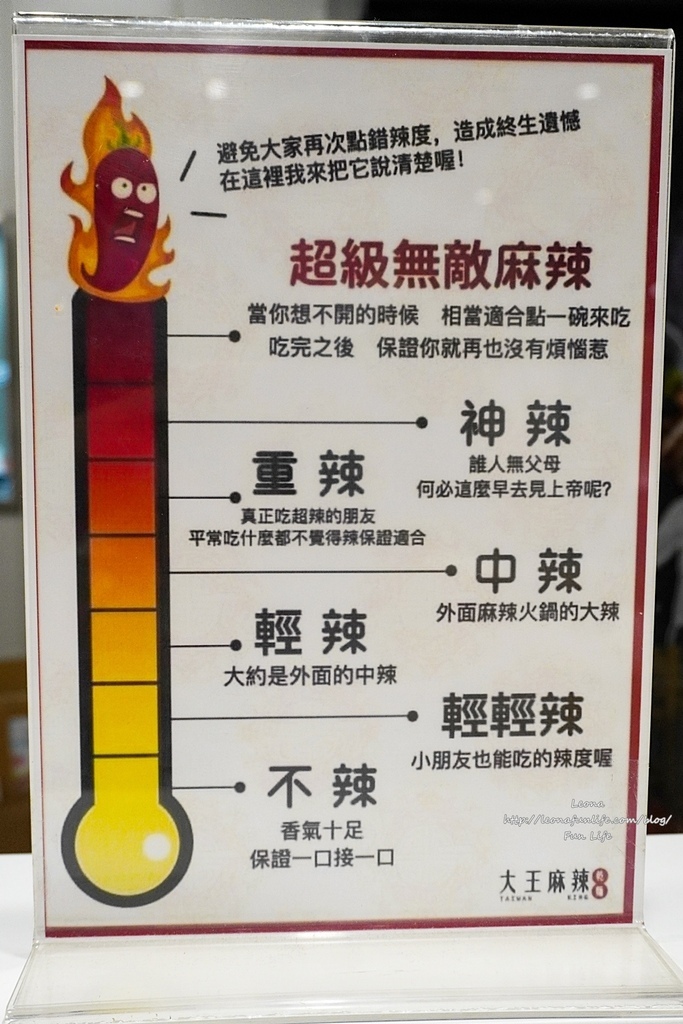 避免大家再次點錯辣度，造成終生遺憾
在這裡我來把它說清楚喔！
超級無敵麻辣
當你想不開的時候　相當適合點一碗來吃
吃完之後　保證你就再也沒有煩惱惹
神辣
誰人無父母
何必這麼早去見上帝呢?
重辣
真正吃超辣的朋友
平常吃什麼都不覺得辣保證適合
中辣
外面麻辣火鍋的大辣
輕辣
大約是外面的中辣
輕輕辣
小朋友也能吃的辣度喔
不辣
香氣十足
保證一口接一口
Leona
http://leonafunlife.com/blog/
Fun Life
大王麻辣
TAIWAN KING